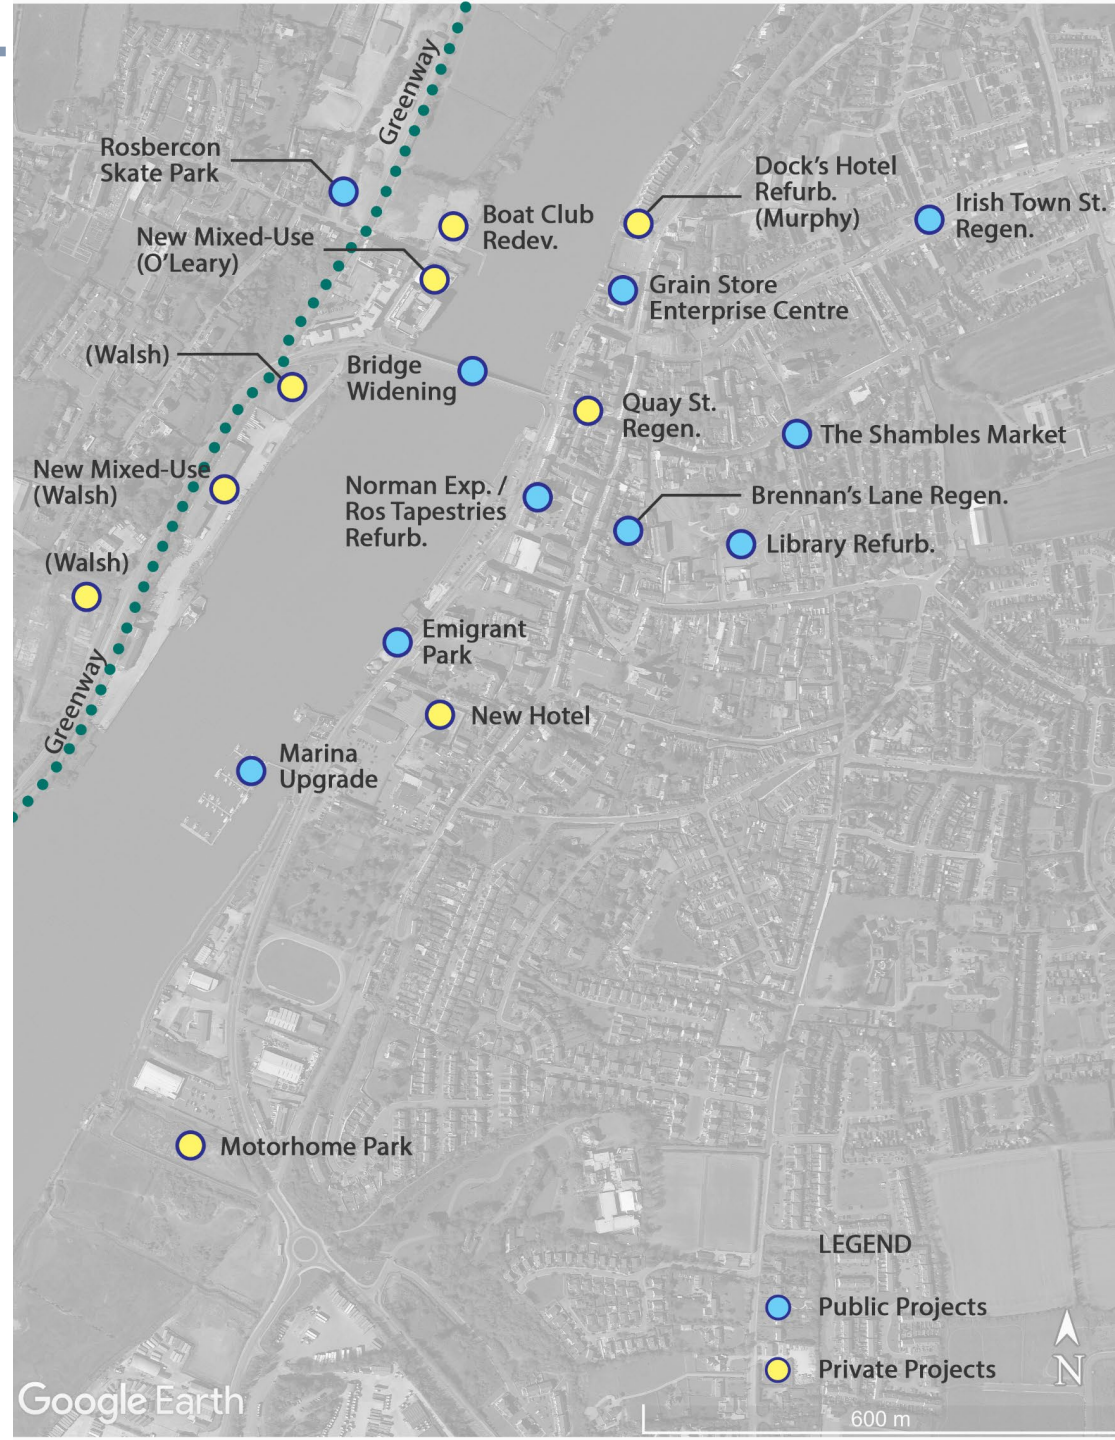 Greenway
Rosbercon
Skate Park
Dock's Hotel
Refurb.
(Murphy)
Irish Town St.
Regen.
Boat Club
Redev.
New Mixed-Use
(O'Leary)
Grain Store
Enterprise Centre
(Walsh)
Bridge
Widening
Quay St.
Regen.
The Shambles Market
New Mixed-Use
(Walsh)
Norman Exp. /
Ros Tapestries
Refurb.
Brennan's Lane Regen.
Library Refurb.
(Walsh)
Emigrant
Park
Greenway
New Hotel
Marina
Upgrade
Motorhome Park
LEGEND
Public Projects
Private Projects
N
Google Earth
600 m